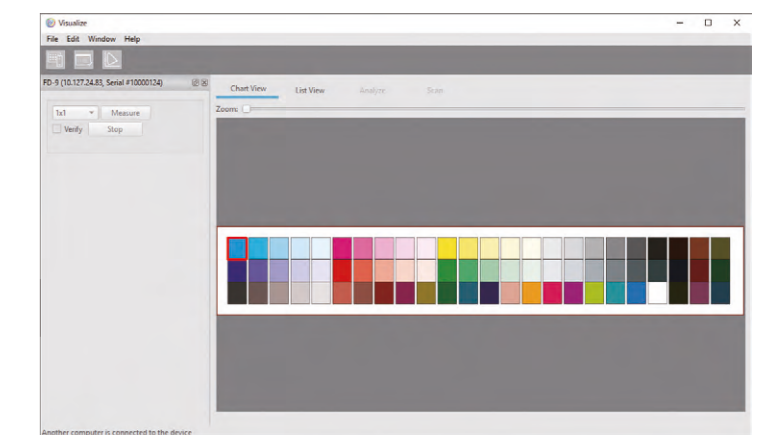 Visualize
File Edit Window Help
FD-9 (10.127.24.83, Serial #10000124)
Chart View List View Analyze Scan
Zoom:
1x1 Measure
Verify Stop
Another computer is connected to the device